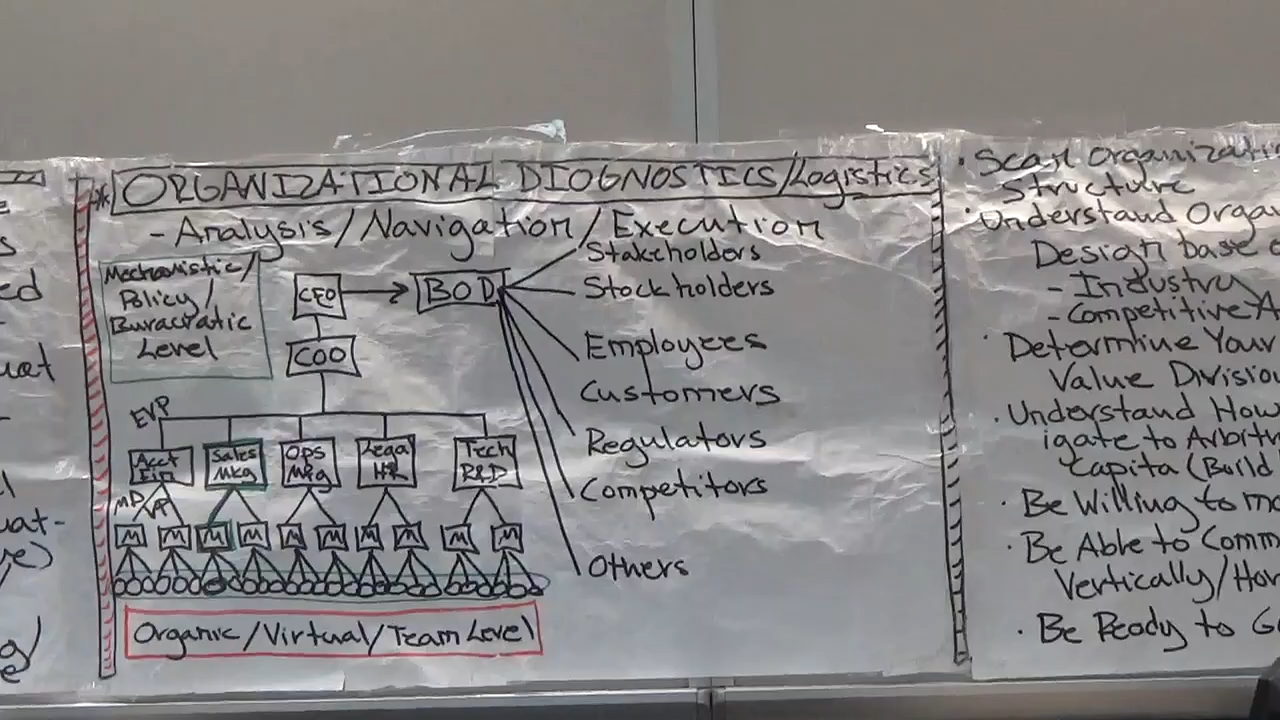 * ORGANIZATIONAL DIOGNOSTICS/Logistics
- Analysis/Navigation/Execution
Mechanistic/
Policy/
Buracratic
Level
CEO
BOD
COO
Stakeholders
Stockholders
Employees
Customers
Regulators
Competitors
Others
EVP
Acct
Fin
Sales
Mkg
Ops
Mkg
Legal
HR
Tech
R&D
MD
VP
M M M M M M M M M M
Organic/Virtual/Team Level
• Scan Organizati
Structure
• Understand Orga
Design base
- Industry
- Competitive A
• Determine Your
Value Divisio
• Understand How
igate to Arbitr
Capita (Build
• Be Willing to ma
• Be Able to Comm
Vertically/Hor
• Be Ready to G